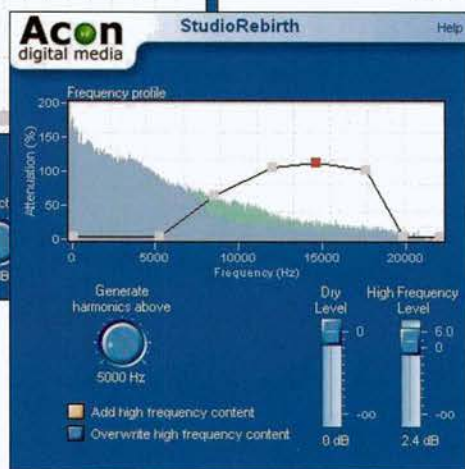 Acon
digital media
StudioRebirth
Help
Frequency profile
Attenuation (%)
200
150
100
50
0
0
5000
10000
15000
20000
Frequency (Hz)
Generate
harmonics above
5000 Hz
Add high frequency content
Overwrite high frequency content
Dry
Level
0
-oo
0 dB
High Frequency
Level
6.0
0
-oo
2.4 dB